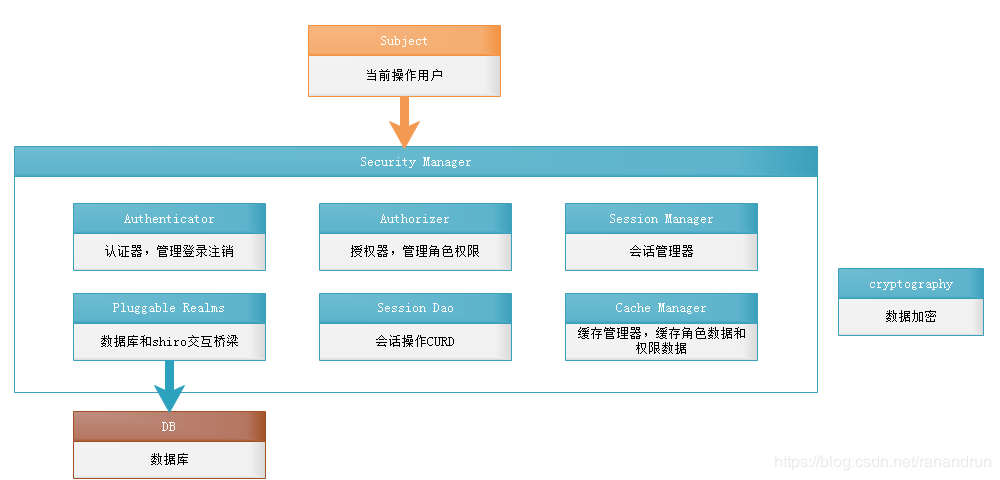 Subject
当前操作用户
Security Manager
Authenticator
认证器，管理登录注销
Authorizer
授权器，管理角色权限
Session Manager
会话管理器
Pluggable Realms
数据库和shiro交互桥梁
Session Dao
会话操作CURD
Cache Manager
缓存管理器，缓存角色数据和
权限数据
cryptography
数据加密
DB
数据库
https://blog.csdn.net/ranandrun